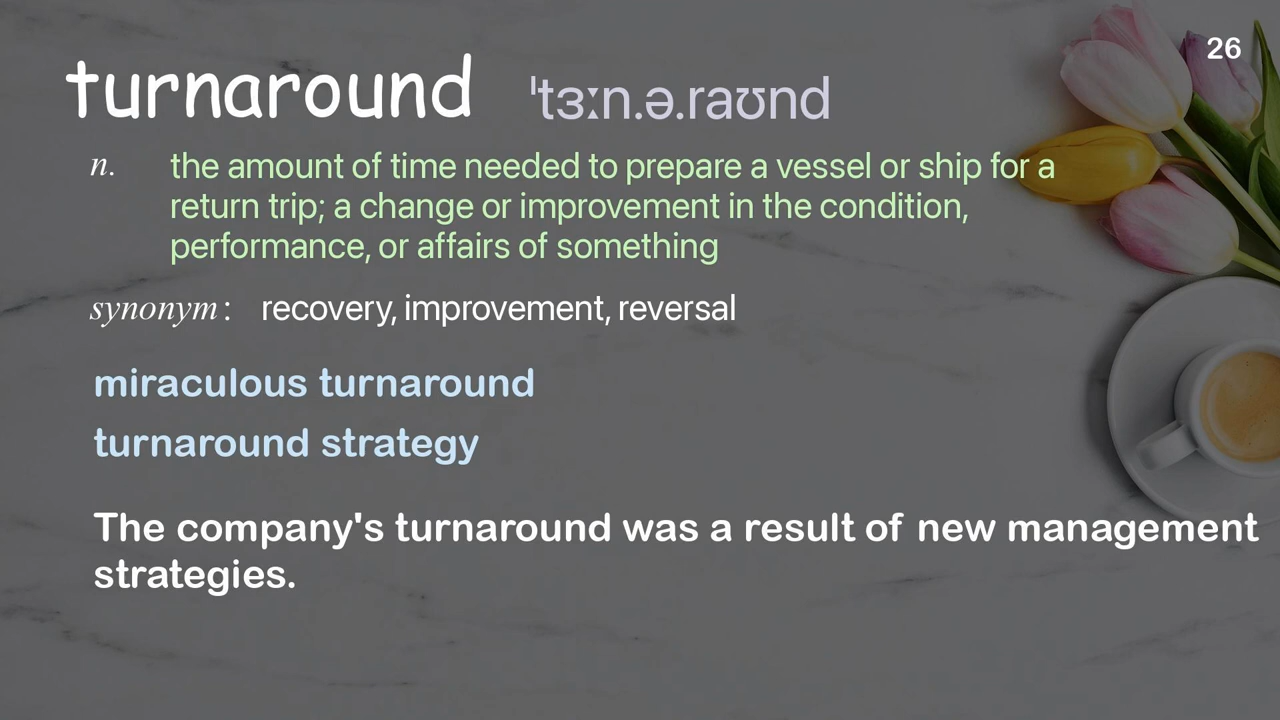 26
turnaround ˈtɜːn.ə.raʊnd
n. the amount of time needed to prepare a vessel or ship for a
return trip; a change or improvement in the condition,
performance, or affairs of something
synonym: recovery, improvement, reversal
miraculous turnaround
turnaround strategy
The company's turnaround was a result of new management
strategies.